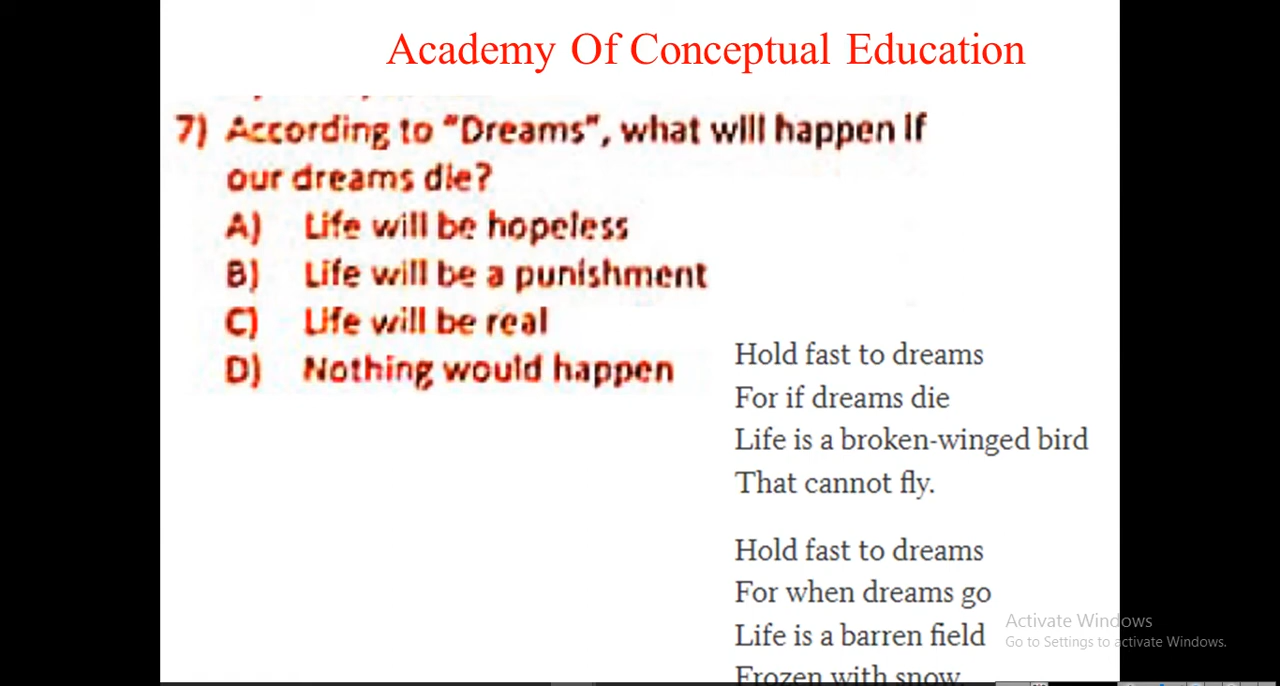 Academy Of Conceptual Education
7) According to "Dreams", what will happen if
our dreams die?
A) Life will be hopeless
B) Life will be a punishment
C) Life will be real
D) Nothing would happen
Hold fast to dreams
For if dreams die
Life is a broken-winged bird
That cannot fly.
Hold fast to dreams
For when dreams go
Life is a barren field
Frozen with snow.
Activate Windows
Go to Settings to activate Windows.